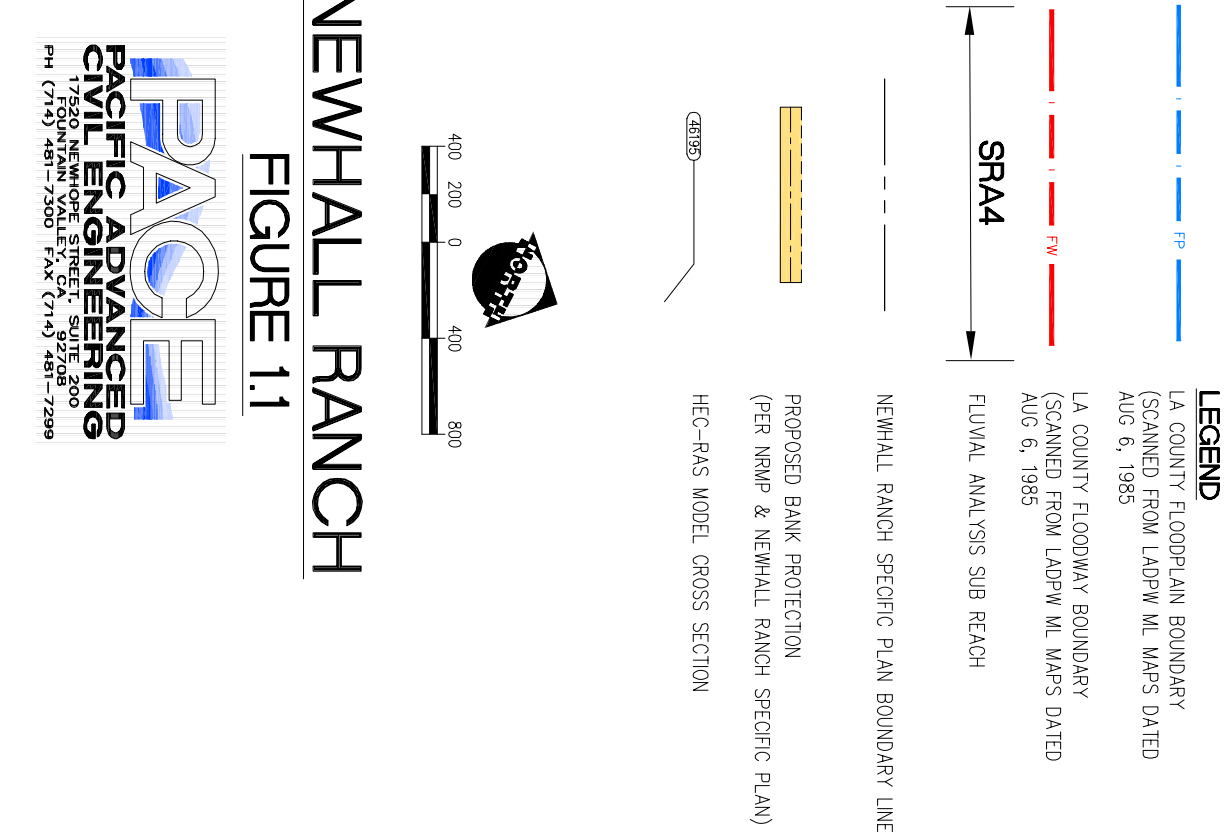 LEGEND
FP
LA COUNTY FLOODPLAIN BOUNDARY
(SCANNED FROM LADPW ML MAPS DATED
AUG 6, 1985
FW
LA COUNTY FLOODWAY BOUNDARY
(SCANNED FROM LADPW ML MAPS DATED
AUG 6, 1985
SRA4
FLUVIAL ANALYSIS SUB REACH
NEWHALL RANCH SPECIFIC PLAN BOUNDARY LINE
PROPOSED BANK PROTECTION
(PER NRMP & NEWHALL RANCH SPECIFIC PLAN)
46195
HEC-RAS MODEL CROSS SECTION
NORTH
400 200 0 400 800
NEWHALL RANCH
FIGURE 1.1
PACE
PACIFIC ADVANCED
CIVIL ENGINEERING
17520 NEWHOPE STREET, SUITE 200
FOUNTAIN VALLEY, CA 92708
PH (714) 481-7300 FAX (714) 481-7299